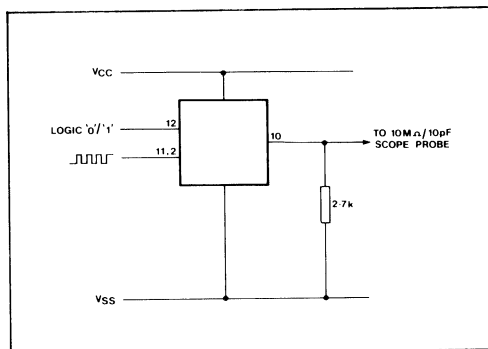 VCC
LOGIC '0'/'1'
12
11,2
10
TO 10MΩ/10pF
SCOPE PROBE
2·7k
VSS